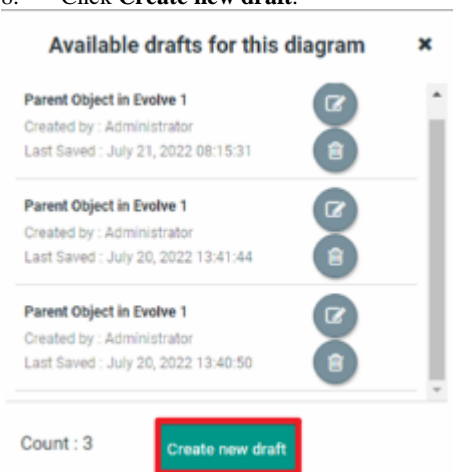 8. Click Create new draft.
Available drafts for this diagram
Parent Object in Evolve 1
Created by : Administrator
Last Saved : July 21, 2022 08:15:31
Parent Object in Evolve 1
Created by : Administrator
Last Saved : July 20, 2022 13:41:44
Parent Object in Evolve 1
Created by : Administrator
Last Saved : July 20, 2022 13:40:50
Count : 3
Create new draft